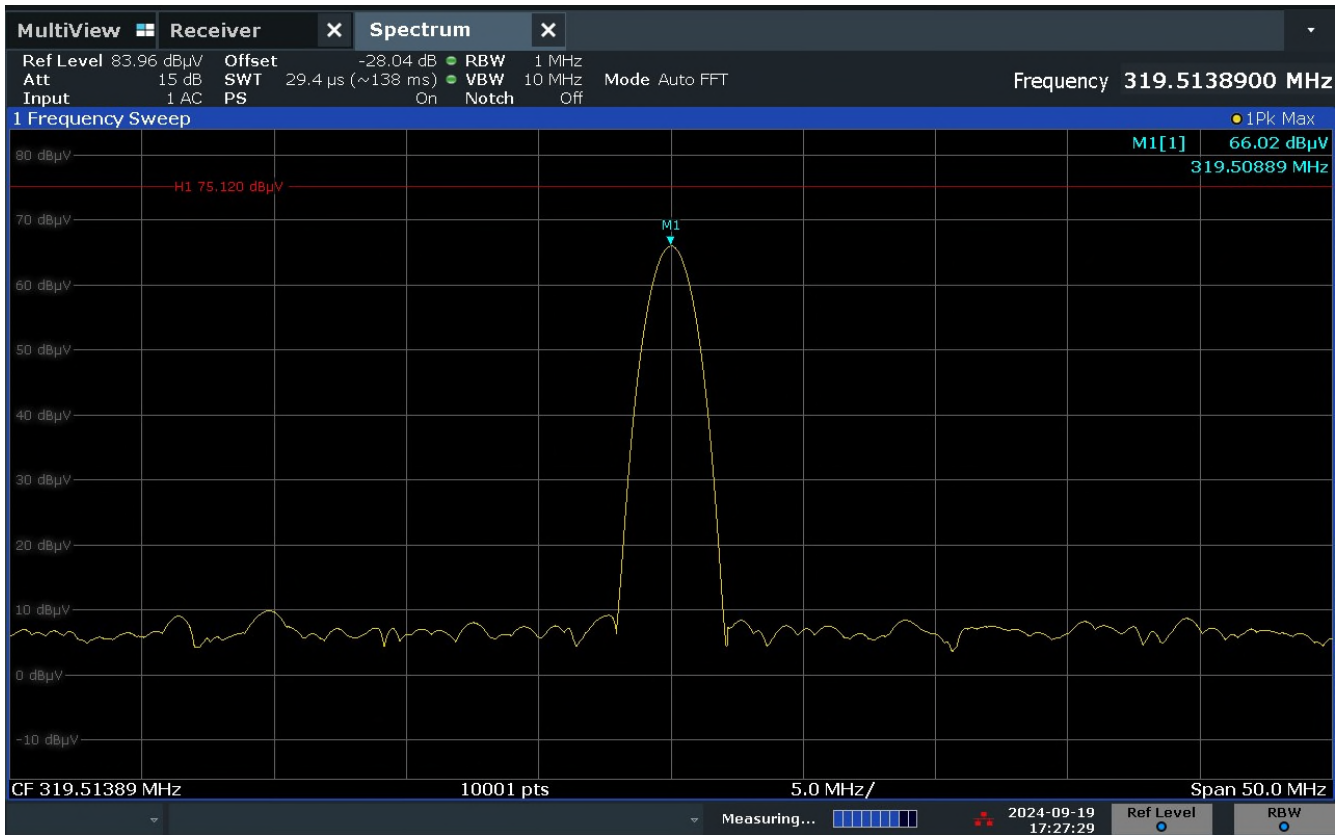 MultiView Receiver X Spectrum X
Ref Level 83.96 dBµV Offset -28.04 dB RBW 1 MHz
Att 15 dB SWT 29.4 µs (~138 ms) VBW 10 MHz Mode Auto FFT Frequency 319.5138900 MHz
Input 1 AC PS On Notch Off
1 Frequency Sweep 1Pk Max
M1[1] 66.02 dBµV
319.50889 MHz
80 dBµV
H1 75.120 dBµV
70 dBµV
M1
60 dBµV
50 dBµV
40 dBµV
30 dBµV
20 dBµV
10 dBµV
0 dBµV
-10 dBµV
CF 319.51389 MHz 10001 pts 5.0 MHz/ Span 50.0 MHz
Measuring... 2024-09-19 Ref Level RBW
17:27:29